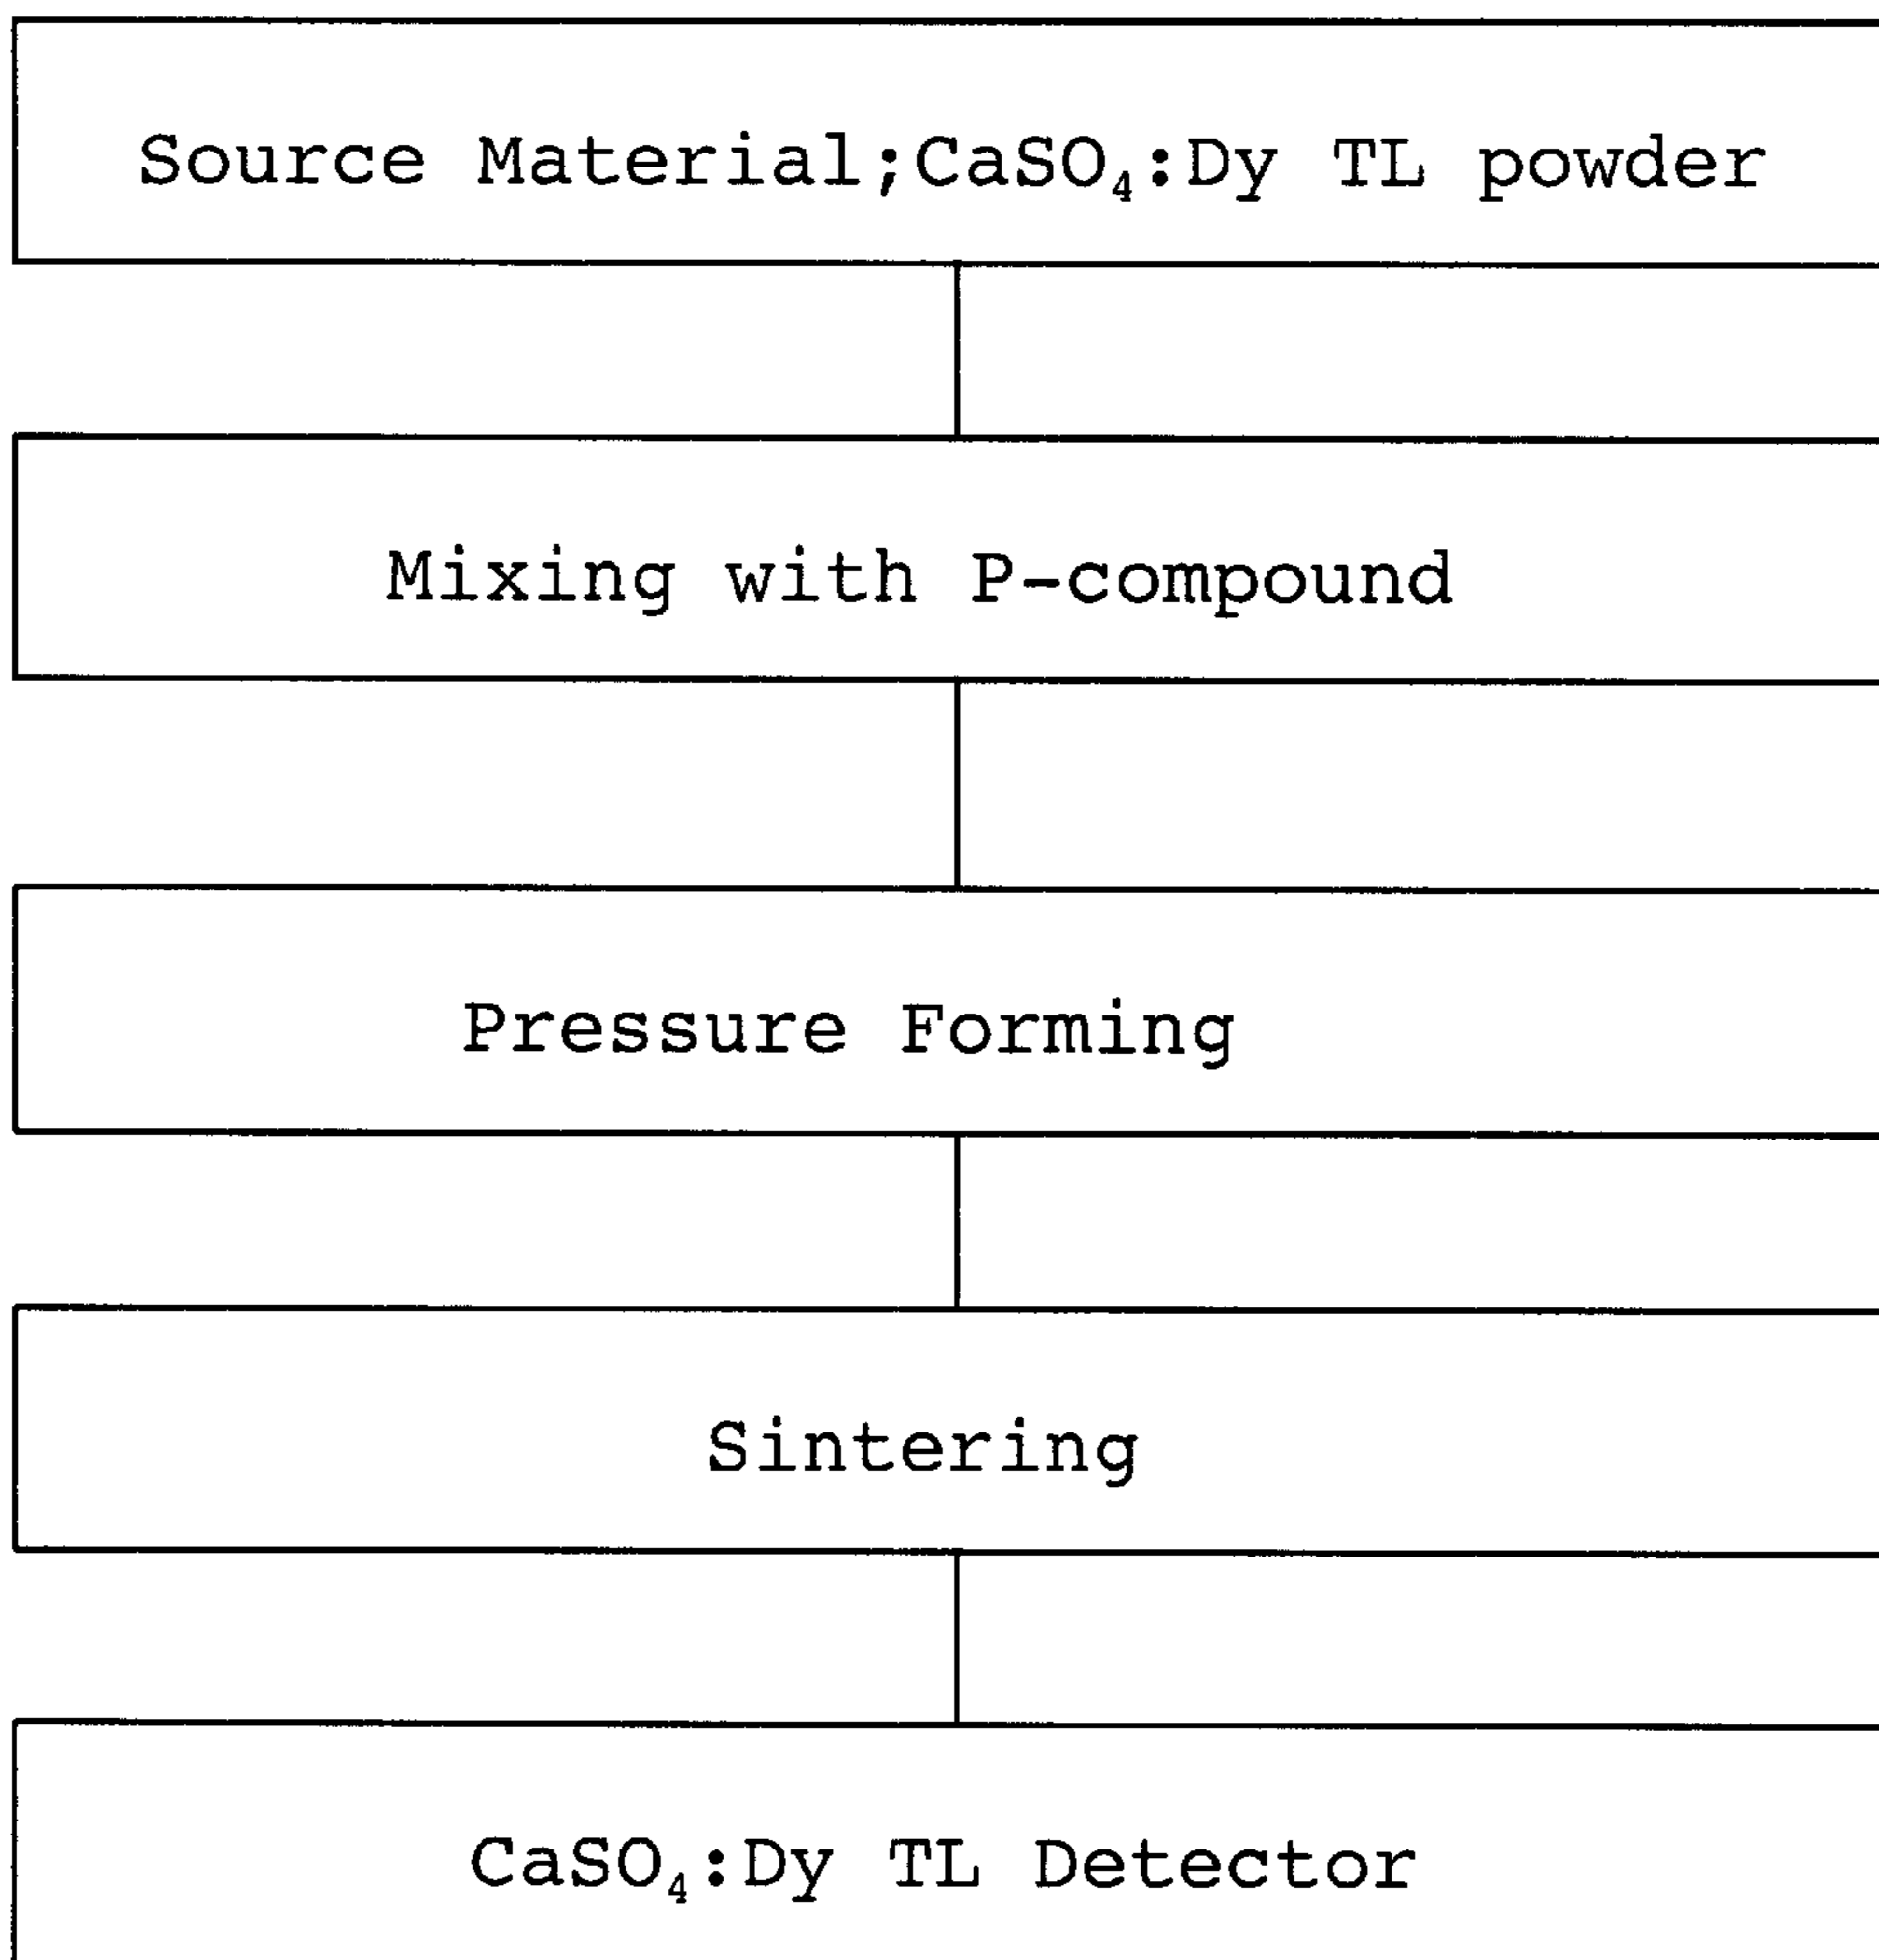 Source Material;CaSO₄:Dy TL powder
Mixing with P-compound
Pressure Forming
Sintering
CaSO₄:Dy TL Detector